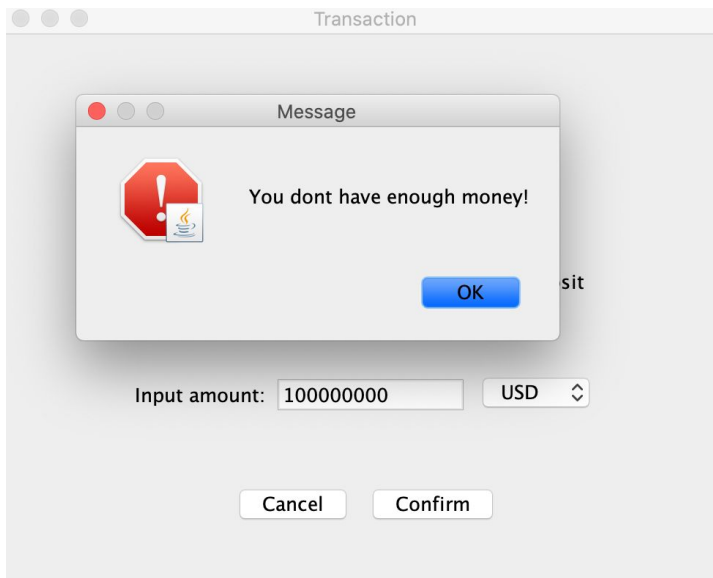 Transaction
Message
You dont have enough money!
OK
sit
Input amount: 100000000 USD
Cancel Confirm